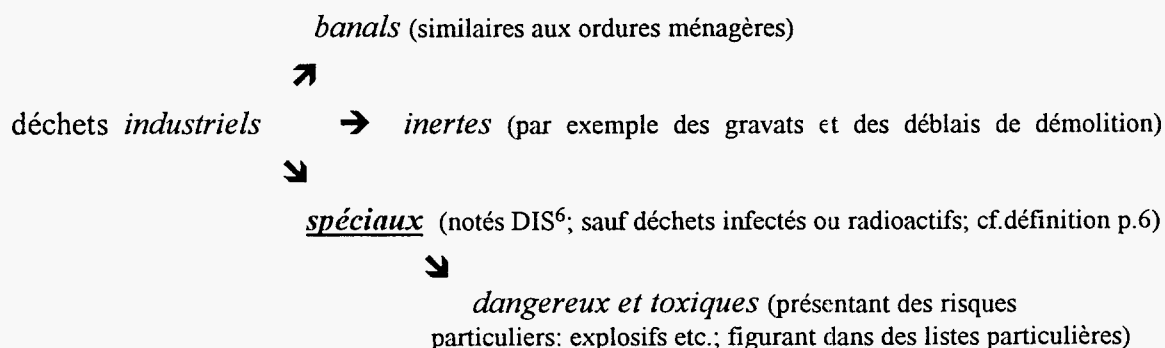 banals (similaires aux ordures ménagères)
déchets industriels → inertes (par exemple des gravats et des déblais de démolition)
spéciaux (notés DIS6; sauf déchets infectés ou radioactifs; cf.définition p.6)
dangereux et toxiques (présentant des risques
particuliers: explosifs etc.; figurant dans des listes particulières)